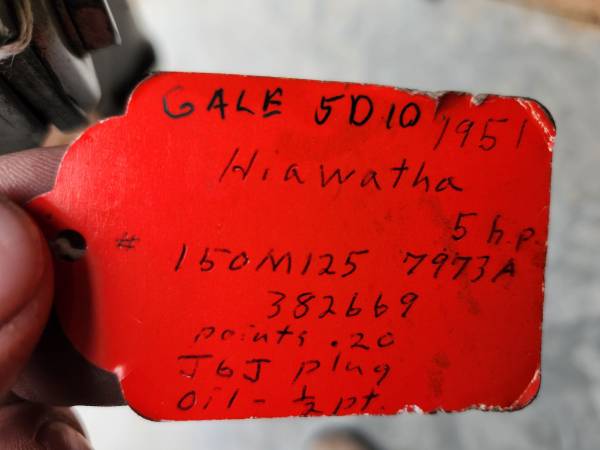 GALE 5D10 1951
Hiawatha
5 h.p.
# 150M125 7973A
382669
points .20
J6J plug
Oil - ½ pt.